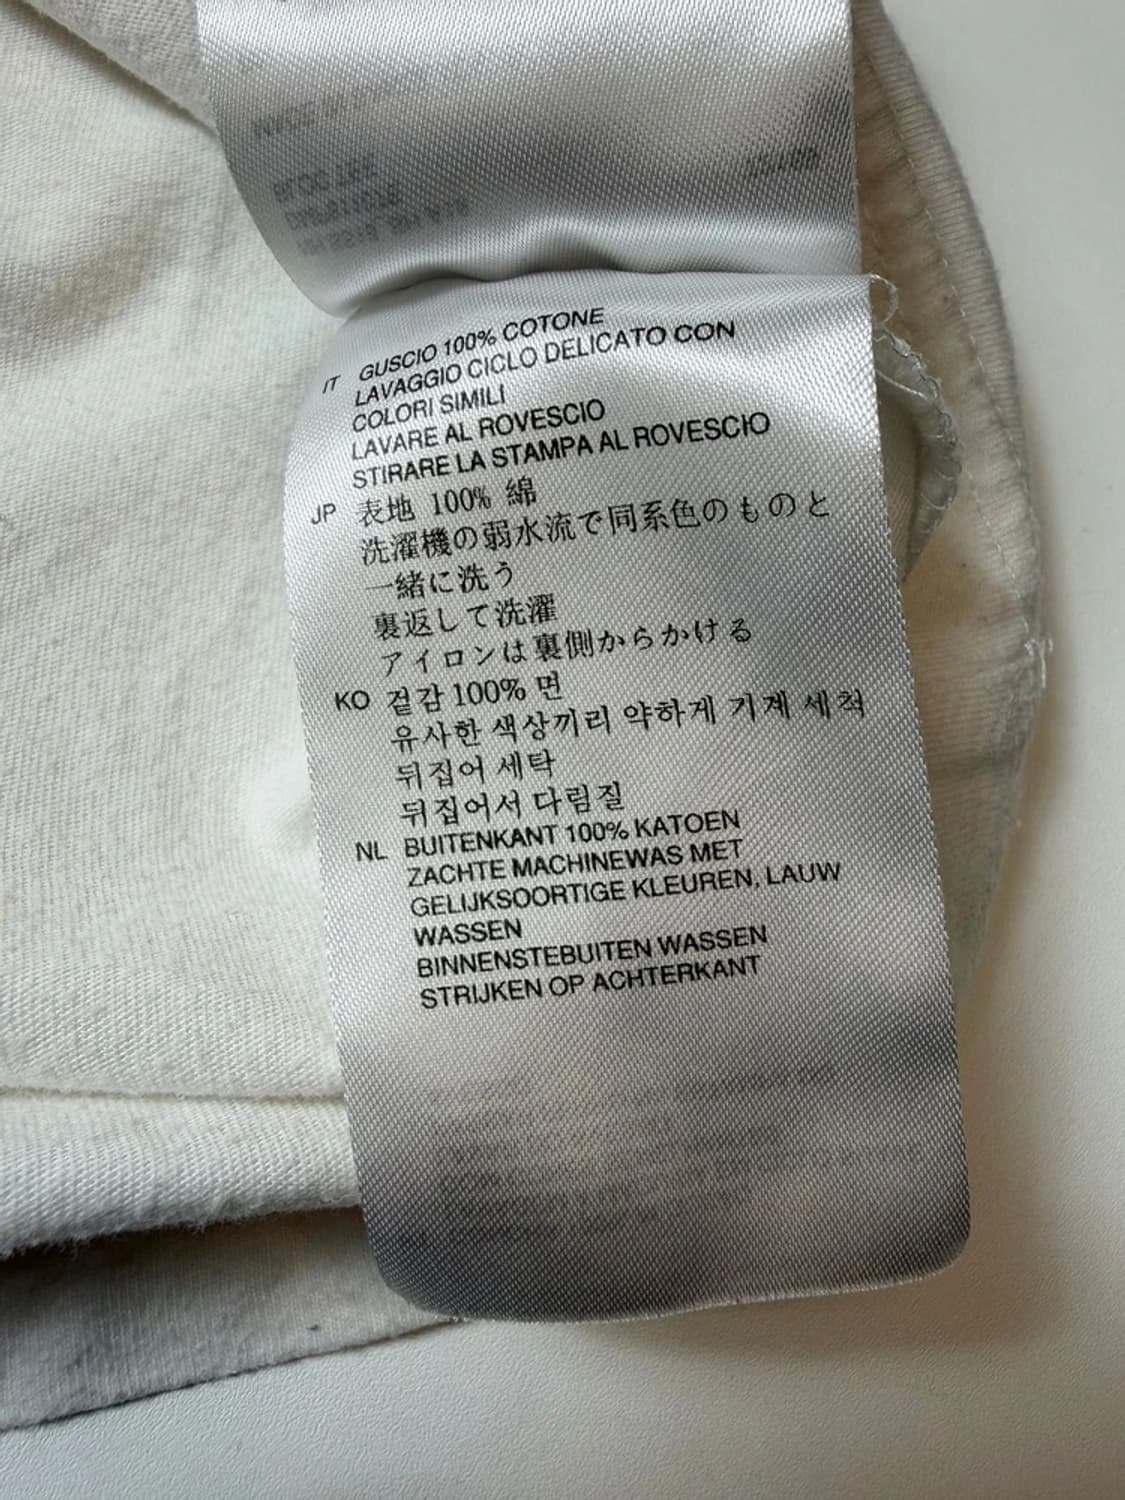 IT GUSCIO 100% COTONE
LAVAGGIO CICLO DELICATO CON
COLORI SIMILI
LAVARE AL ROVESCIO
STIRARE LA STAMPA AL ROVESCIO
JP 表地 100% 綿
洗濯機の弱水流で同系色のものと
一緒に洗う
裏返して洗濯
アイロンは裏側からかける
KO 겉감 100% 면
유사한 색상끼리 약하게 기계 세척
뒤집어 세탁
뒤집어서 다림질
NL BUITENKANT 100% KATOEN
ZACHTE MACHINEWAS MET
GELIJKSOORTIGE KLEUREN, LAUW
WASSEN
BINNENSTEBUITEN WASSEN
STRIJKEN OP ACHTERKANT